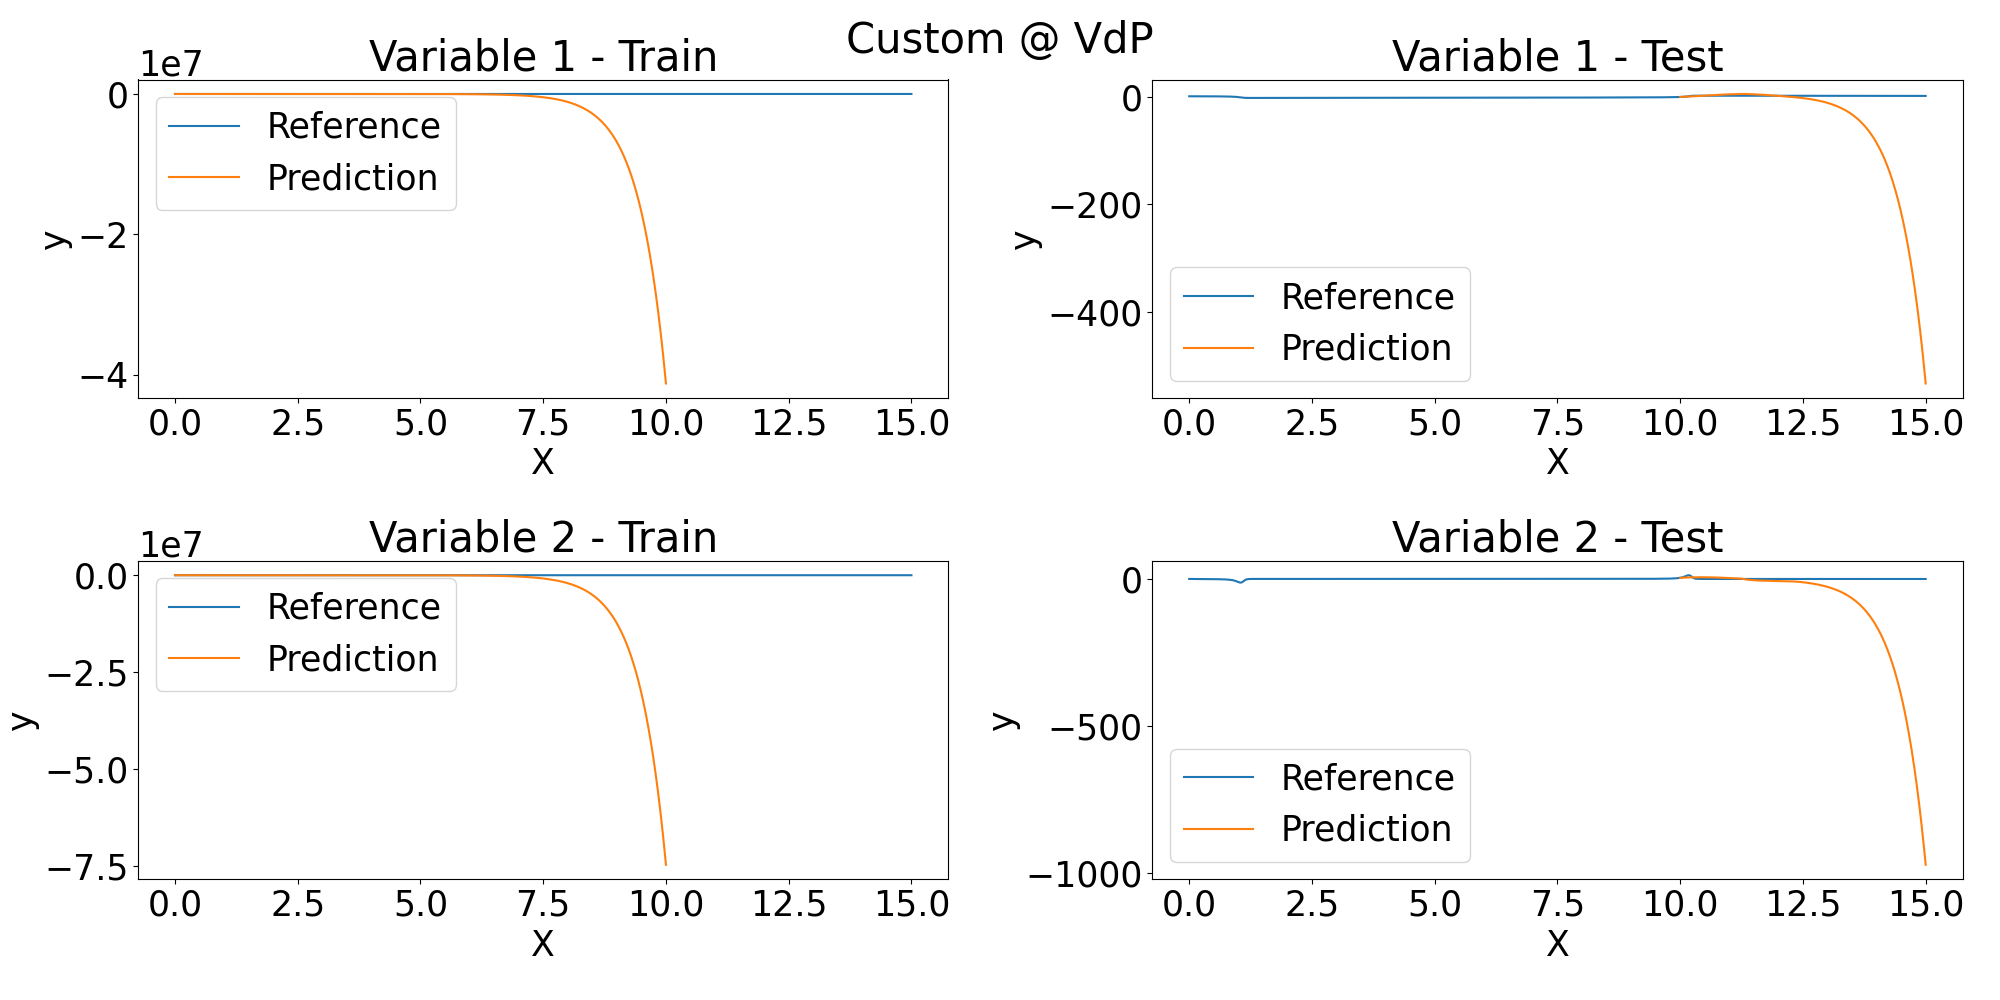 Custom @ VdP
Variable 1 - Train
1e7
0
−2
−4
y
Reference
Prediction
0.0 2.5 5.0 7.5 10.0 12.5 15.0
X
Variable 1 - Test
0
−200
−400
y
Reference
Prediction
0.0 2.5 5.0 7.5 10.0 12.5 15.0
X
Variable 2 - Train
1e7
0.0
−2.5
−5.0
−7.5
y
Reference
Prediction
0.0 2.5 5.0 7.5 10.0 12.5 15.0
X
Variable 2 - Test
0
−500
−1000
y
Reference
Prediction
0.0 2.5 5.0 7.5 10.0 12.5 15.0
X